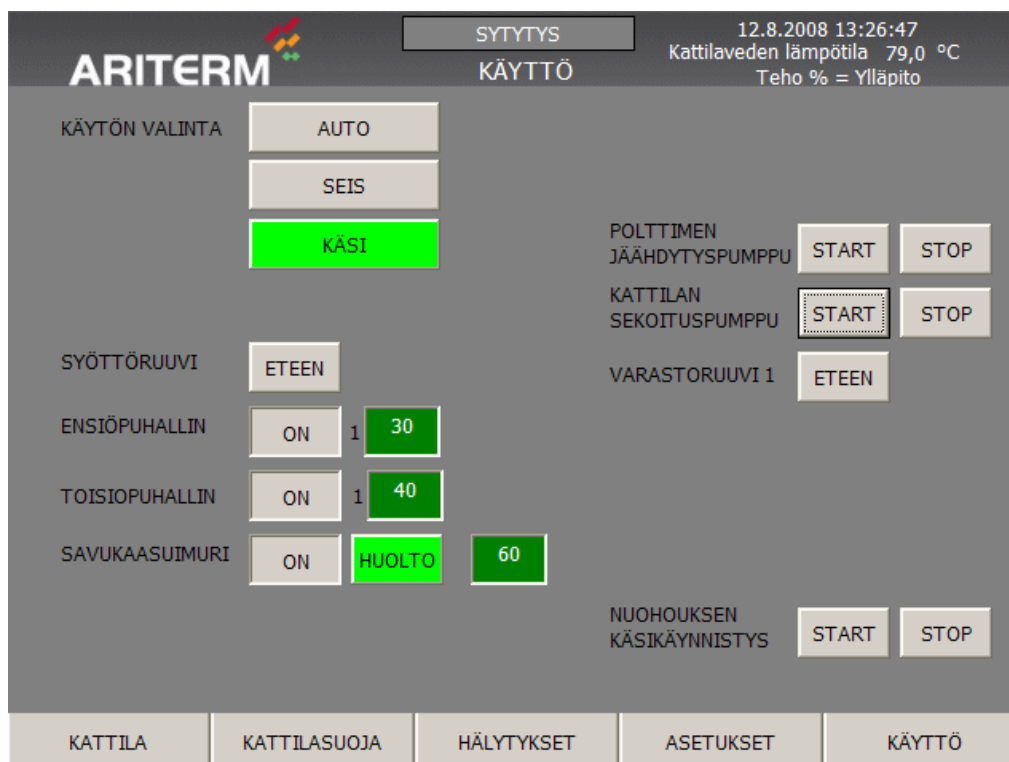 ARITERM
SYTYTYS
KÄYTTÖ
12.8.2008 13:26:47
Kattilaveden lämpötila 79,0 °C
Teho % = Ylläpito
KÄYTÖN VALINTA
AUTO
SEIS
KÄSI
POLTTIMEN
JÄÄHDYTYSPUMPPU
START
STOP
KATTILAN
SEKOITUSPUMPPU
START
STOP
SYÖTTÖRUUVI
ETEEN
VARASTORUUVI 1
ETEEN
ENSIÖPUHALLIN
ON
1
30
TOISIOPUHALLIN
ON
1
40
SAVUKAASUIMURI
ON
HUOLTO
60
NUOHOUKSEN
KÄSIKÄYNNISTYS
START
STOP
KATTILA
KATTILASUOJA
HÄLYTYKSET
ASETUKSET
KÄYTTÖ